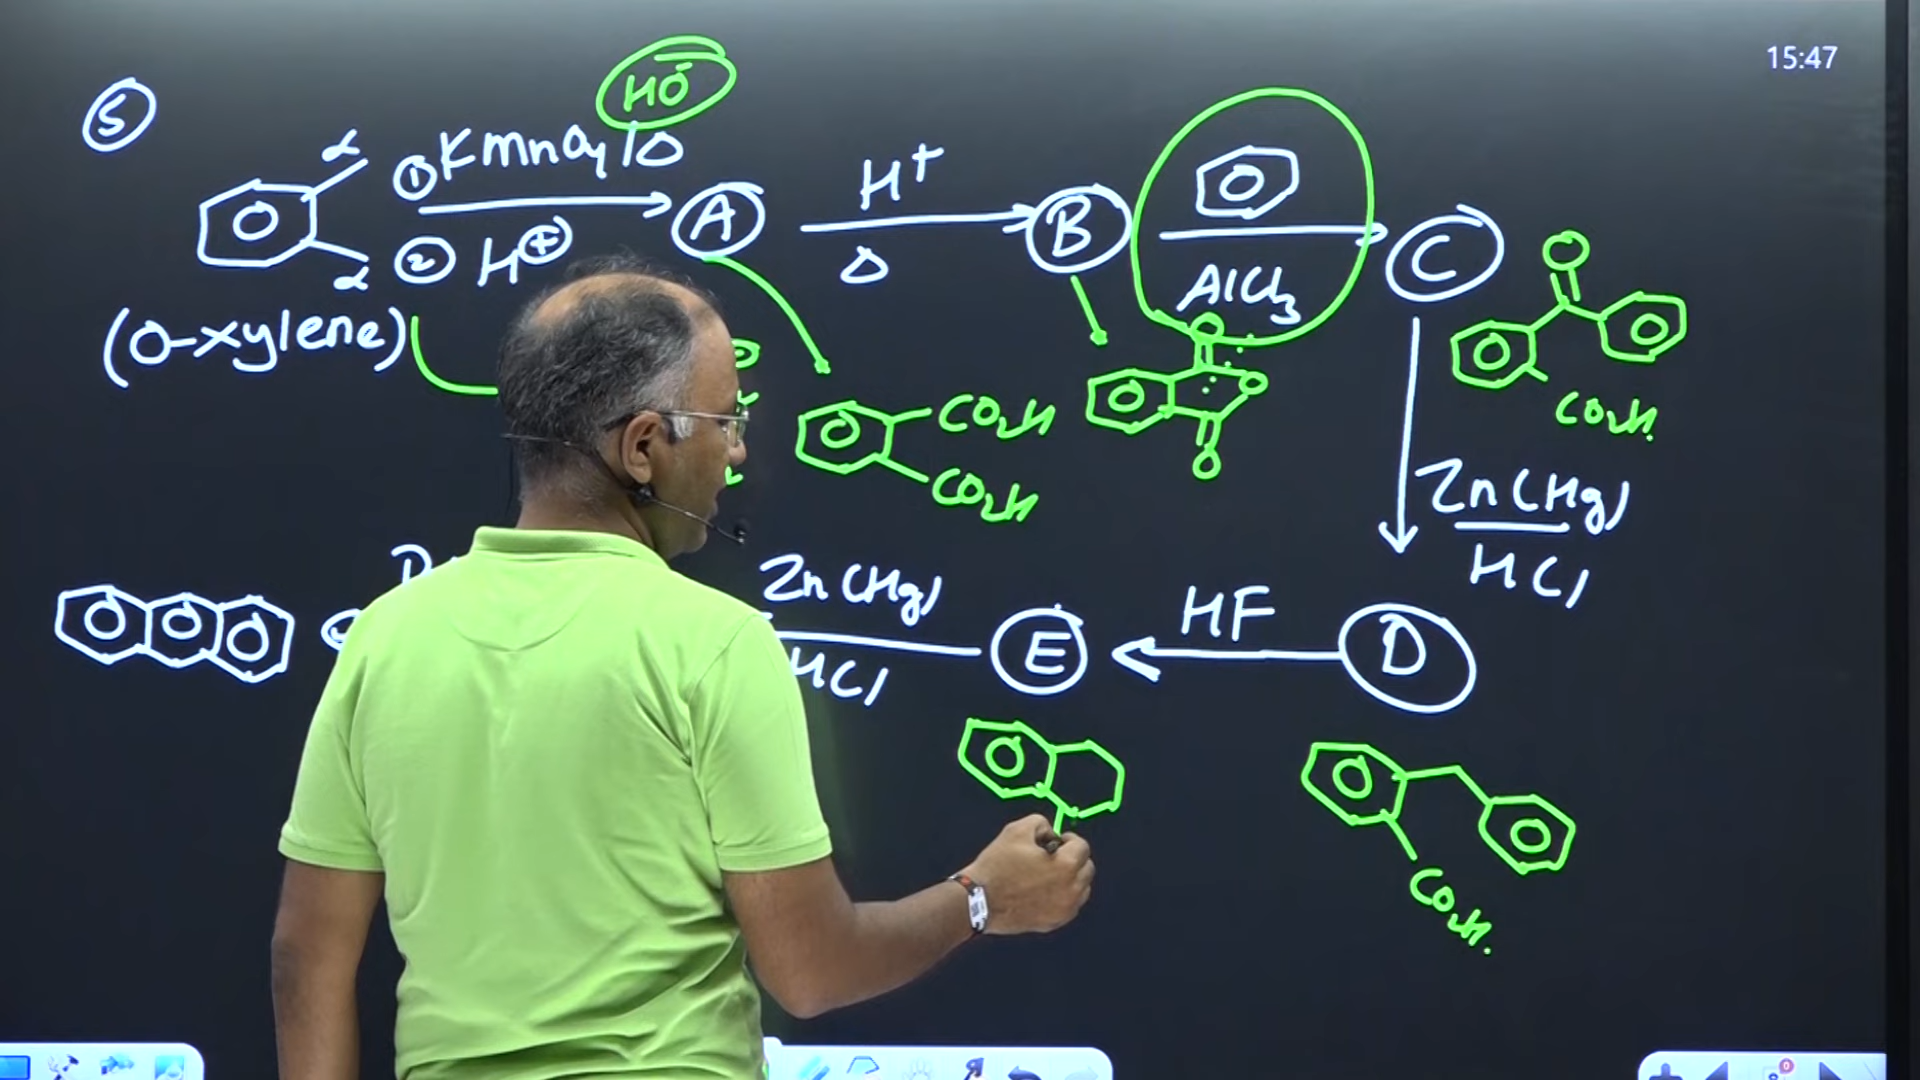 15:47
5
HO⁻
α
① KMnO4/Δ
② H⊕
α
A
H+
Δ
B
AlCl3
C
(O-xylene)
O
CO2H
CO2H
CO2H
O
O
O
Zn(Hg)
HCl
D
HF
E
Zn(Hg)
HCl
CO2H
0